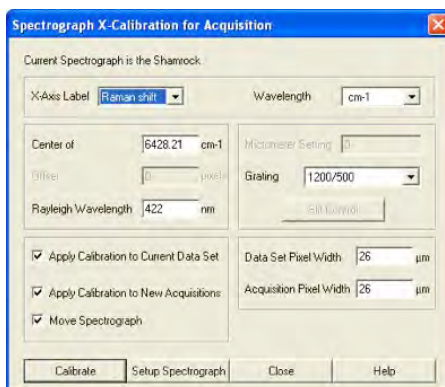 Spectrograph X-Calibration for Acquisition
Current Spectrograph is the Shamrock
X-Axis Label Raman shift Wavelength cm-1
Center of 6428.21 cm-1 Micrometer Setting 0
Offset 0 pixels Grating 1200/500
Rayleigh Wavelength 422 nm
Apply Calibration to Current Data Set Data Set Pixel Width 26 µm
Apply Calibration to New Acquisitions Acquisition Pixel Width 26 µm
Move Spectrograph
Calibrate Setup Spectrograph Close Help